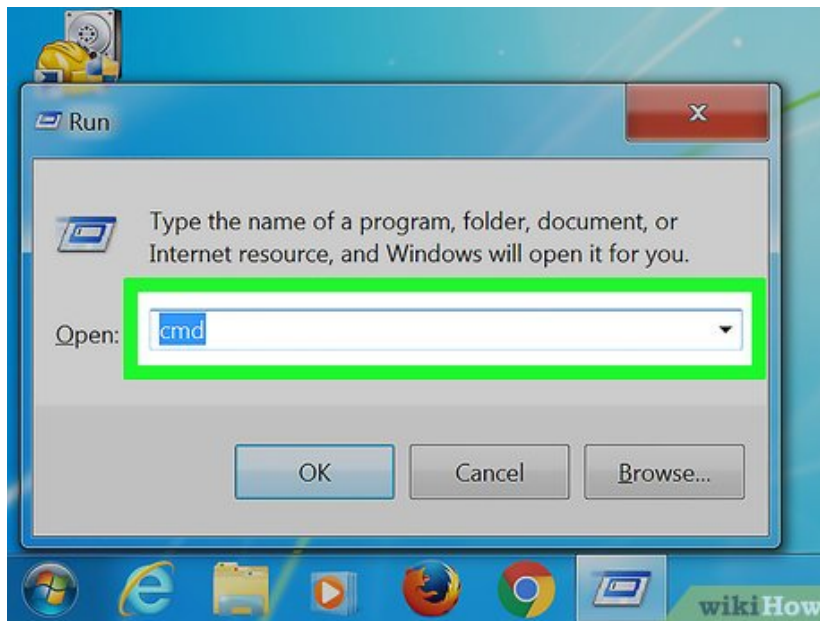 Run
x
Type the name of a program, folder, document, or
Internet resource, and Windows will open it for you.
Open:
cmd
OK
Cancel
Browse...
wikiHow